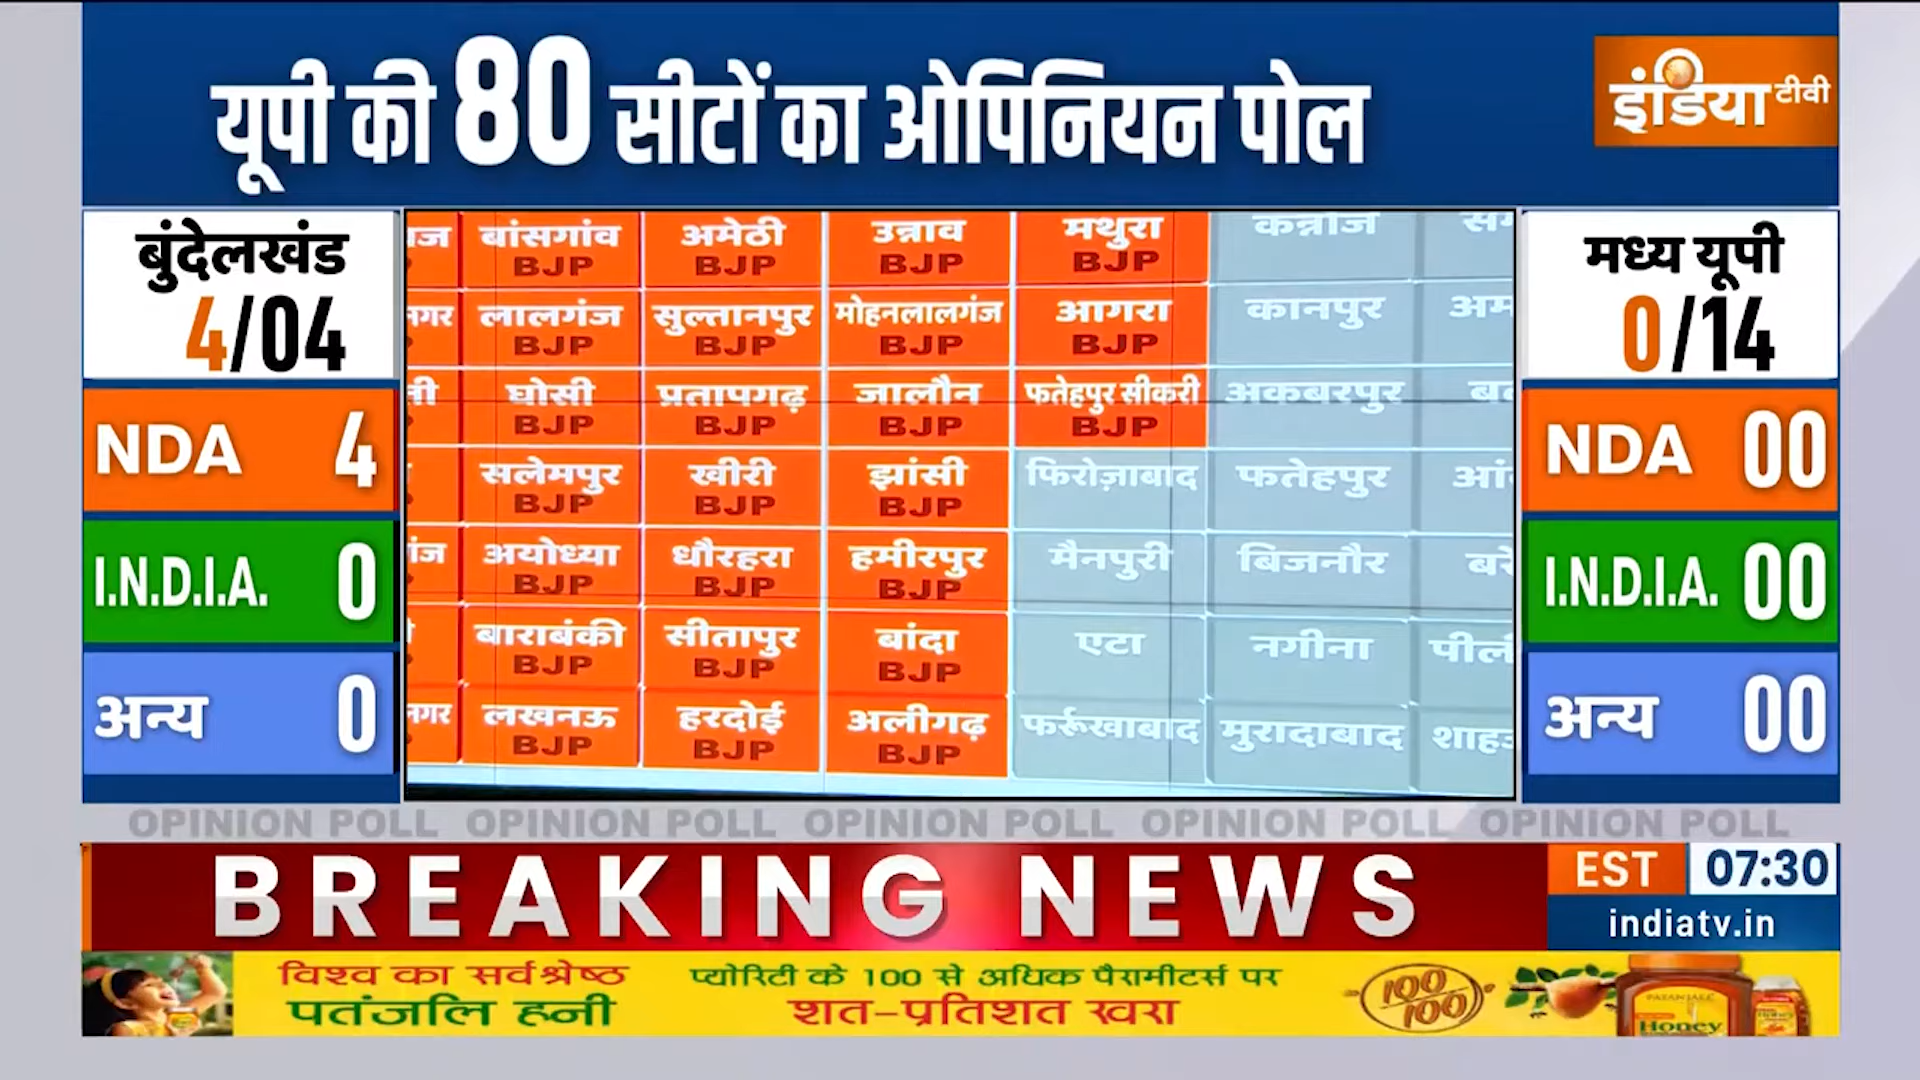 यूपी की 80 सीटों का ओपिनियन पोल
इंडिया टीवी
बुंदेलखंड
4/04
NDA 4
I.N.D.I.A. 0
अन्य 0
बांसगांव अमेठी उन्नाव मथुरा कन्नौज
BJP BJP BJP BJP
नगर लालगंज सुल्तानपुर मोहनलालगंज आगरा कानपुर
BJP BJP BJP BJP
घोसी प्रतापगढ़ जालौन फतेहपुर सीकरी अकबरपुर
BJP BJP BJP BJP
सलेमपुर खीरी झांसी फिरोज़ाबाद फतेहपुर
BJP BJP BJP
अयोध्या धौरहरा हमीरपुर मैनपुरी बिजनौर
BJP BJP BJP
बाराबंकी सीतापुर बांदा एटा नगीना
BJP BJP BJP
नगर लखनऊ हरदोई अलीगढ़ फर्रूखाबाद मुरादाबाद
BJP BJP BJP
मध्य यूपी
0/14
NDA 00
I.N.D.I.A. 00
अन्य 00
OPINION POLL OPINION POLL OPINION POLL OPINION POLL OPINION POLL
BREAKING NEWS
EST 07:30
indiatv.in
विश्व का सर्वश्रेष्ठ
पतंजलि हनी
प्योरिटी के 100 से अधिक पैरामीटर्स पर
शत-प्रतिशत खरा
100
100
PATANJALI
Honey